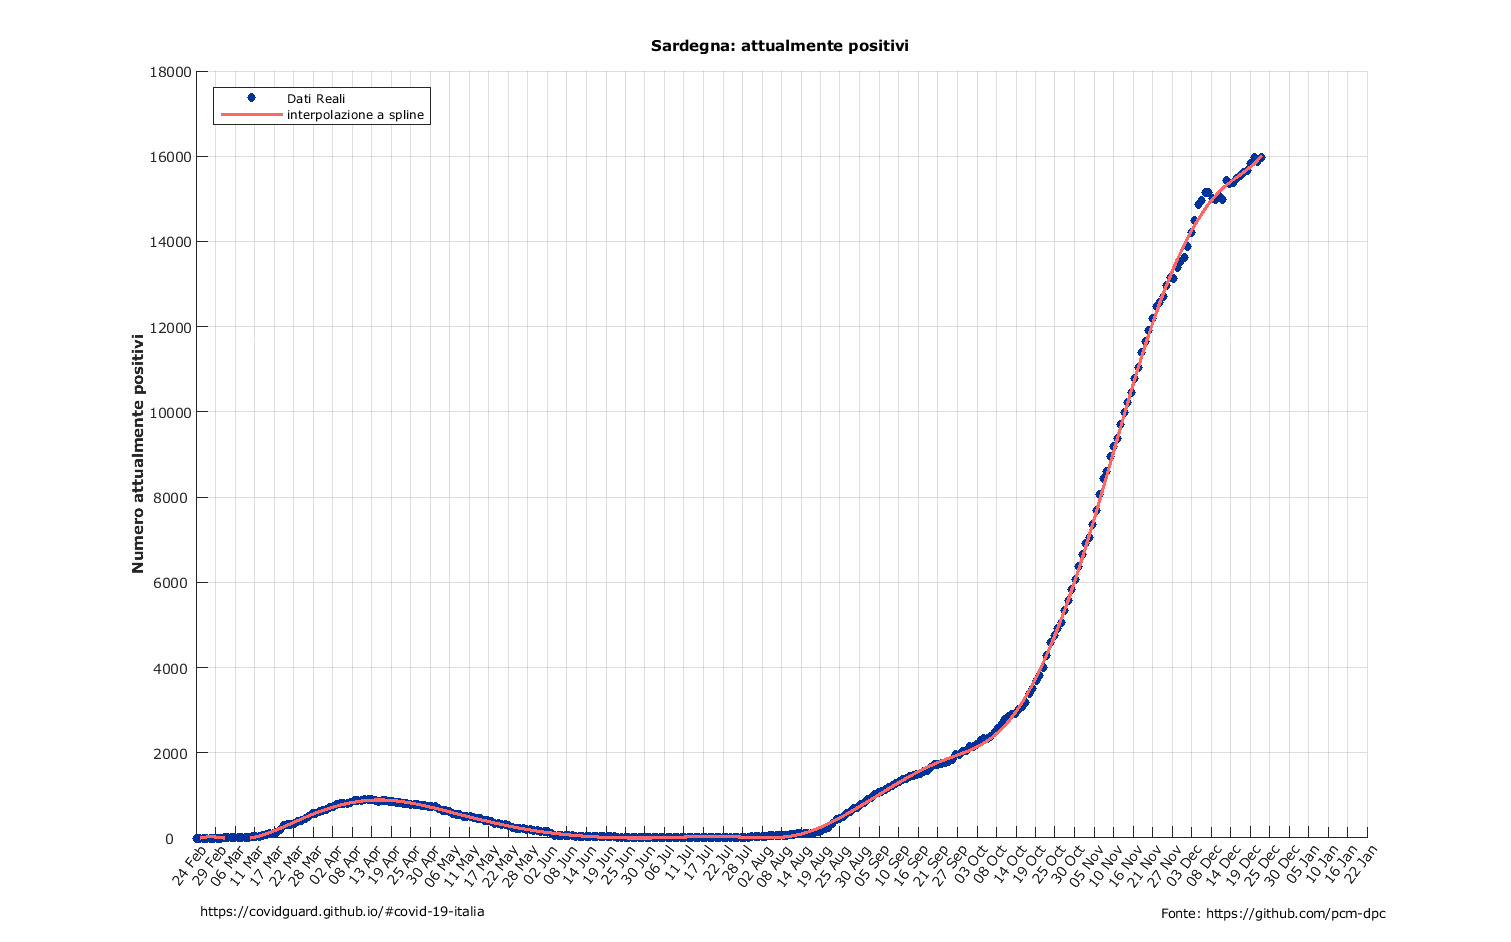 Sardegna: attualmente positivi
Dati Reali
interpolazione a spline
Numero attualmente positivi
18000
16000
14000
12000
10000
8000
6000
4000
2000
0
24 Feb
29 Feb
06 Mar
11 Mar
17 Mar
22 Mar
28 Mar
02 Apr
08 Apr
13 Apr
19 Apr
25 Apr
30 Apr
06 May
11 May
17 May
22 May
28 May
02 Jun
08 Jun
14 Jun
19 Jun
25 Jun
30 Jun
06 Jul
11 Jul
17 Jul
22 Jul
28 Jul
02 Aug
08 Aug
14 Aug
19 Aug
25 Aug
30 Aug
05 Sep
10 Sep
16 Sep
21 Sep
27 Sep
03 Oct
08 Oct
14 Oct
19 Oct
25 Oct
30 Oct
05 Nov
10 Nov
16 Nov
21 Nov
27 Nov
03 Dec
08 Dec
14 Dec
19 Dec
25 Dec
30 Dec
05 Jan
10 Jan
16 Jan
22 Jan
https://covidguard.github.io/#covid-19-italia
Fonte: https://github.com/pcm-dpc